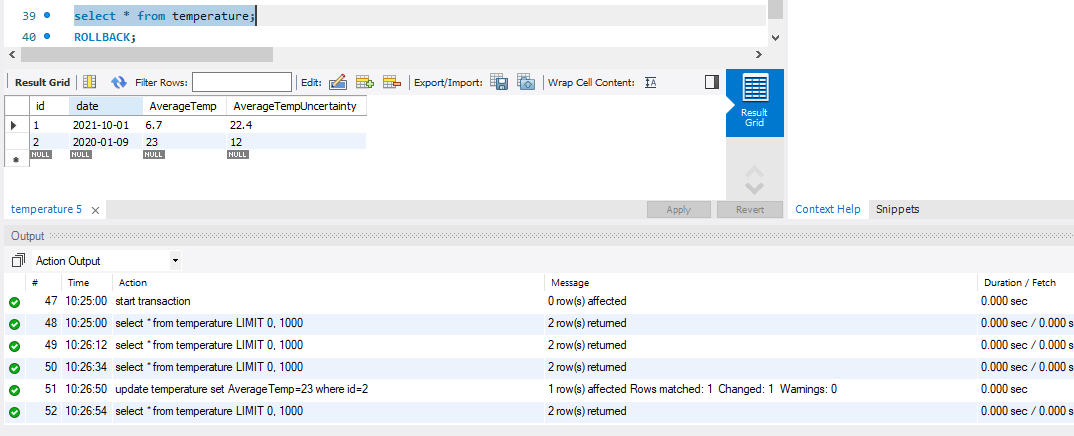 39 select * from temperature;
40 ROLLBACK;
Result Grid Filter Rows: Edit: Export/Import: Wrap Cell Content: IA
id date AverageTemp AverageTempUncertainty
1 2021-10-01 6.7 22.4
2 2020-01-09 23 12
NULL NULL NULL NULL
Result
Grid
temperature 5 Apply Revert Context Help Snippets
Output
Action Output
# Time Action Message Duration / Fetch
47 10:25:00 start transaction 0 row(s) affected 0.000 sec
48 10:25:00 select * from temperature LIMIT 0, 1000 2 row(s) returned 0.000 sec / 0.000 s
49 10:26:12 select * from temperature LIMIT 0, 1000 2 row(s) returned 0.000 sec / 0.000 s
50 10:26:34 select * from temperature LIMIT 0, 1000 2 row(s) returned 0.000 sec / 0.000 s
51 10:26:50 update temperature set AverageTemp=23 where id=2 1 row(s) affected Rows matched: 1 Changed: 1 Warnings: 0 0.000 sec
52 10:26:54 select * from temperature LIMIT 0, 1000 2 row(s) returned 0.000 sec / 0.000 s